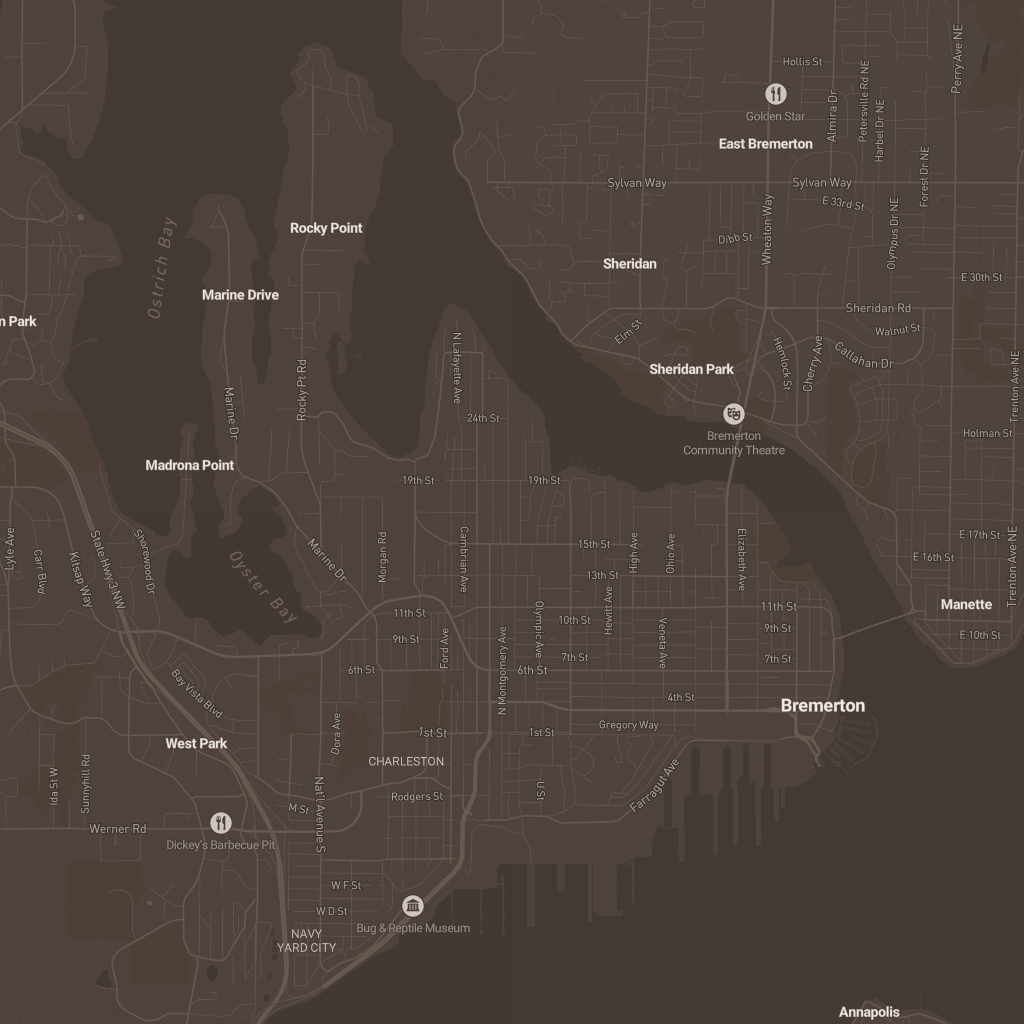 Hollis St
Perry Ave NE
Petersville Rd NE
Golden Star
Almira Dr
Harbel Dr NE
East Bremerton
Forest Dr NE
Sylvan Way
Sylvan Way
E 33rd St
Rocky Point
Wheaton Way
Olympus Dr NE
Dibb St
Ostrich Bay
Sheridan
E 30th St
Marine Drive
Sheridan Rd
n Park
Elm St
Walnut St
Callahan Dr
N Lafayette Ave
Hemlock St
Cherry Ave
Sheridan Park
Rocky Pt Rd
Trenton Ave NE
Marine Dr
24th St
Bremerton
Community Theatre
Holman St
Madrona Point
19th St
19th St
E 17th St
Lyle Ave
Carr Blvd
State Hwy 3 NW
Kitsap Way
Shorewood Dr
Oyster Bay
Marine Dr
Morgan Rd
Cambrian Ave
15th St
High Ave
Ohio Ave
Elizabeth Ave
E 16th St
Trenton Ave NE
13th St
11th St
Hewitt Ave
11th St
Manette
10th St
Olympic Ave
9th St
9th St
E 10th St
Ford Ave
Veneta Ave
7th St
7th St
6th St
6th St
N Montgomery Ave
Bay Vista Blvd
4th St
Bremerton
Gregory Way
Dora Ave
1st St
1st St
West Park
CHARLESTON
Ida St W
Sunnyhill Rd
Rodgers St
U St
Farragut Ave
M St
Nat'l Avenue S
Werner Rd
Dickey's Barbecue Pit
W F St
W D St
Bug & Reptile Museum
NAVY
YARD CITY
Annapolis